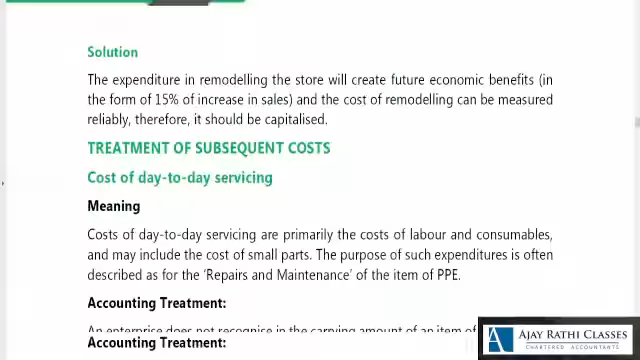 Solution
The expenditure in remodelling the store will create future economic benefits (in
the form of 15% of increase in sales) and the cost of remodelling can be measured
reliably, therefore, it should be capitalised.
TREATMENT OF SUBSEQUENT COSTS
Cost of day-to-day servicing
Meaning
Costs of day-to-day servicing are primarily the costs of labour and consumables,
and may include the cost of small parts. The purpose of such expenditures is often
described as for the ‘Repairs and Maintenance’ of the item of PPE.
Accounting Treatment:
An enterprise does not recognise in the carrying amount of an item of
Accounting Treatment:
AJAY RATHI CLASSES
CHARTERED ACCOUNTANTS